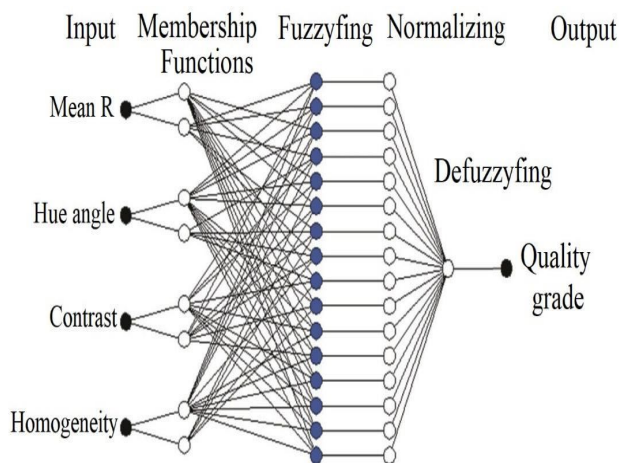 Input
Membership
Functions
Fuzzyfing
Normalizing
Output
Mean R
Hue angle
Contrast
Homogeneity
Defuzzyfing
Quality
grade